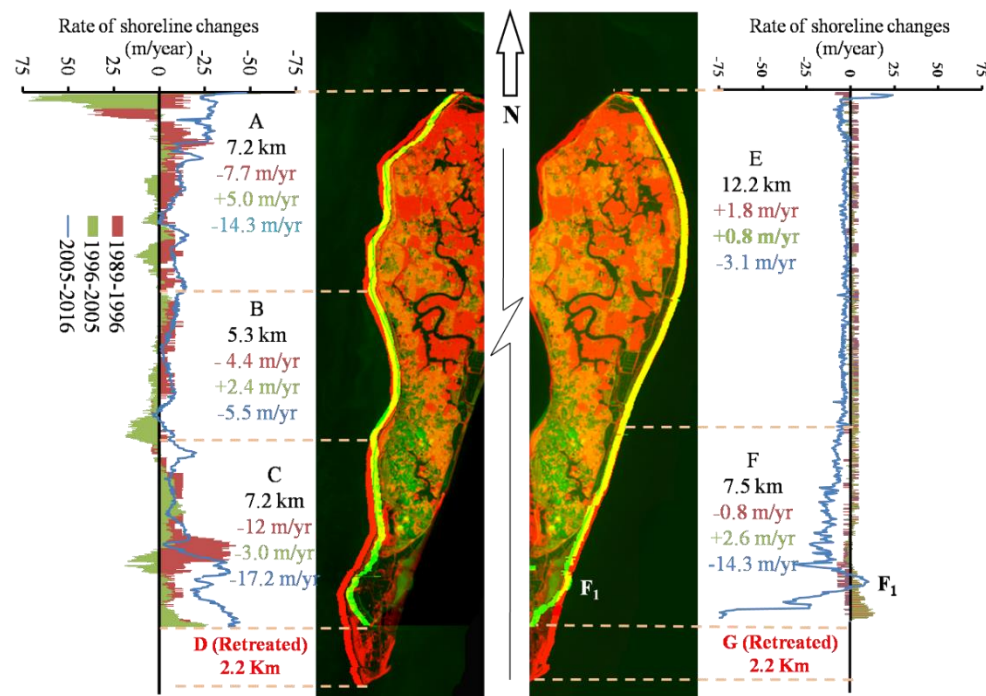 Rate of shoreline changes
(m/year)
75 50 25 0 -25 -50 -75
A
7.2 km
-7.7 m/yr
+5.0 m/yr
-14.3 m/yr
B
5.3 km
- 4.4 m/yr
+2.4 m/yr
-5.5 m/yr
C
7.2 km
-12 m/yr
-3.0 m/yr
-17.2 m/yr
D (Retreated)
2.2 Km
1989-1996
1996-2005
2005-2016
N
Rate of shoreline changes
(m/year)
-75 -50 -25 0 25 50 75
E
12.2 km
+1.8 m/yr
+0.8 m/yr
-3.1 m/yr
F
7.5 km
-0.8 m/yr
+2.6 m/yr
-14.3 m/yr
F1
F1
G (Retreated)
2.2 Km